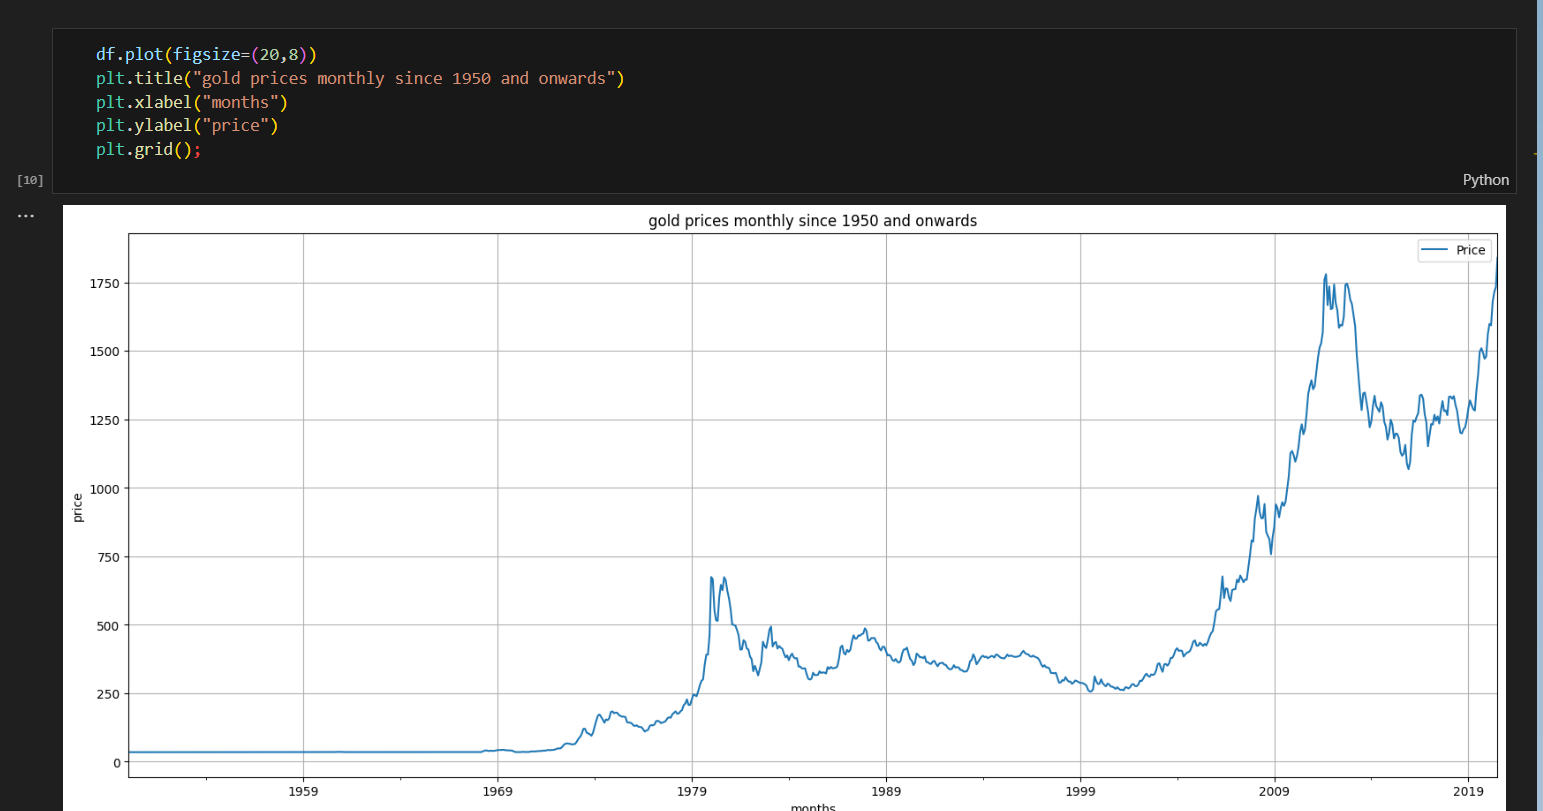 df.plot(figsize=(20,8))
plt.title("gold prices monthly since 1950 and onwards")
plt.xlabel("months")
plt.ylabel("price")
plt.grid();
[10]
Python
...
gold prices monthly since 1950 and onwards
Price
1750
1500
1250
1000
750
500
250
0
price
1959 1969 1979 1989 1999 2009 2019
months